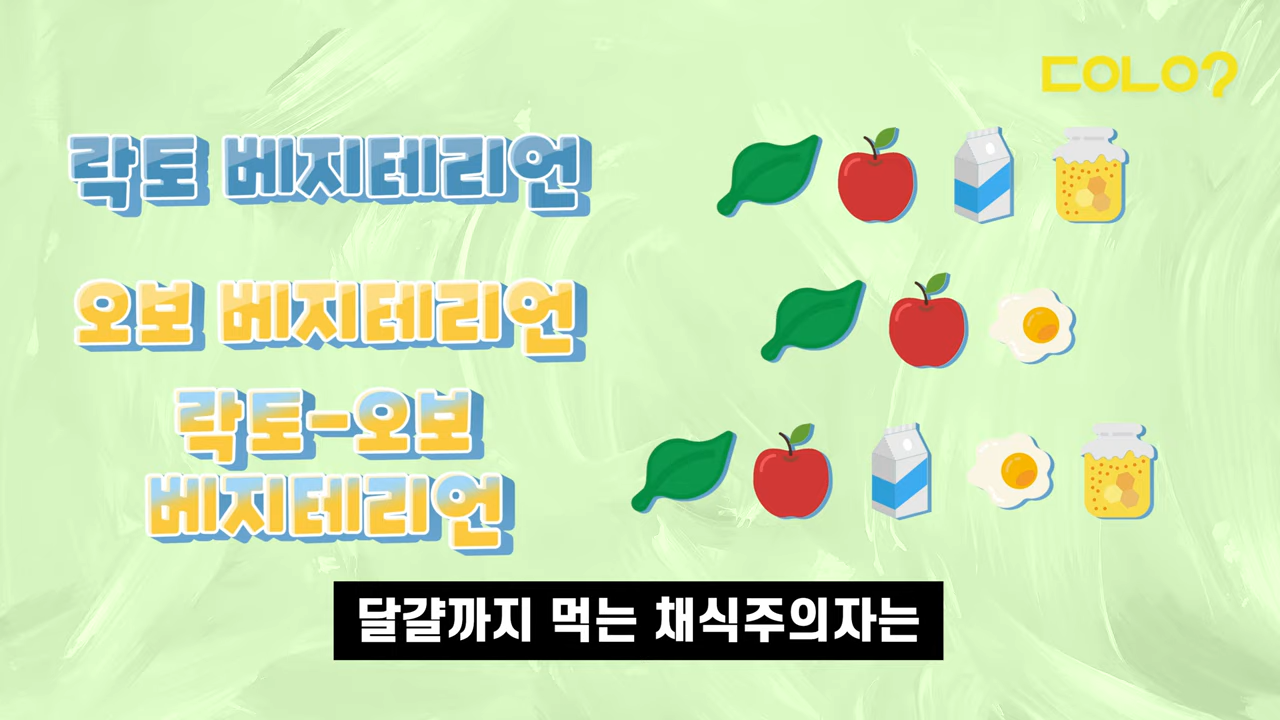 ㄷㅇㄴㅇ?
락토 베지테리언
오보 베지테리언
락토-오보
베지테리언
달걀까지 먹는 채식주의자는